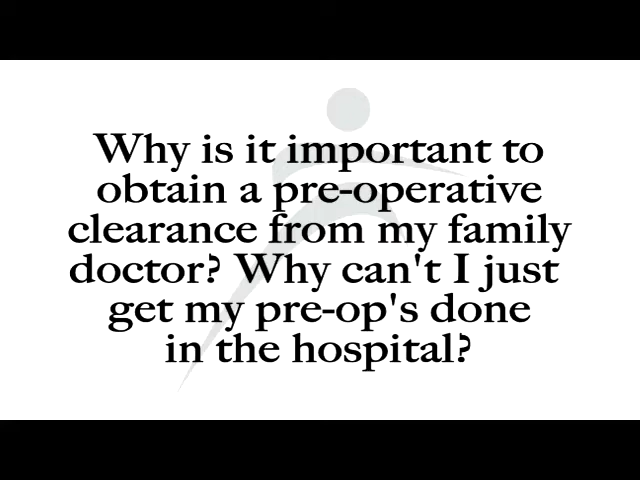 Why is it important to
obtain a pre-operative
clearance from my family
doctor? Why can't I just
get my pre-op's done
in the hospital?